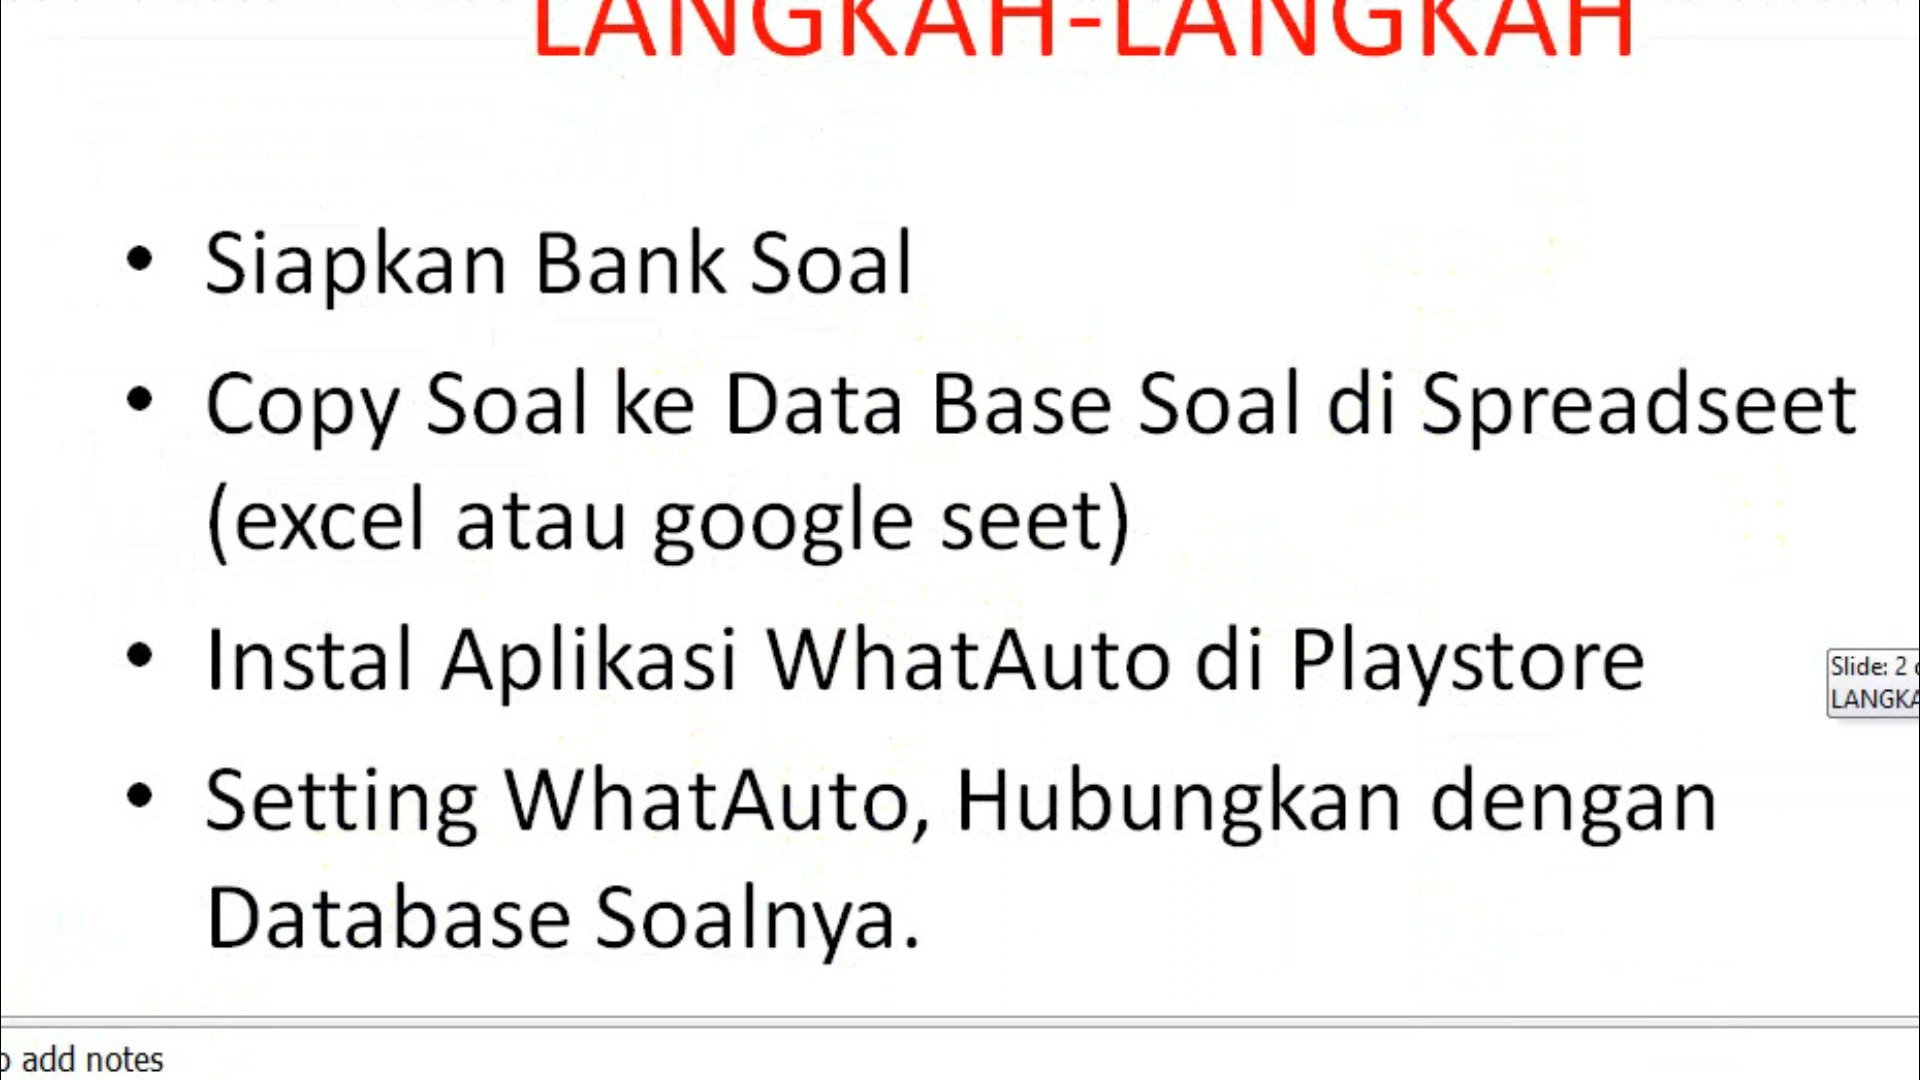 LANGKAH-LANGKAH
• Siapkan Bank Soal
• Copy Soal ke Data Base Soal di Spreadseet
(excel atau google seet)
• Instal Aplikasi WhatAuto di Playstore
Slide: 2
LANGKA
• Setting WhatAuto, Hubungkan dengan
Database Soalnya.
add notes